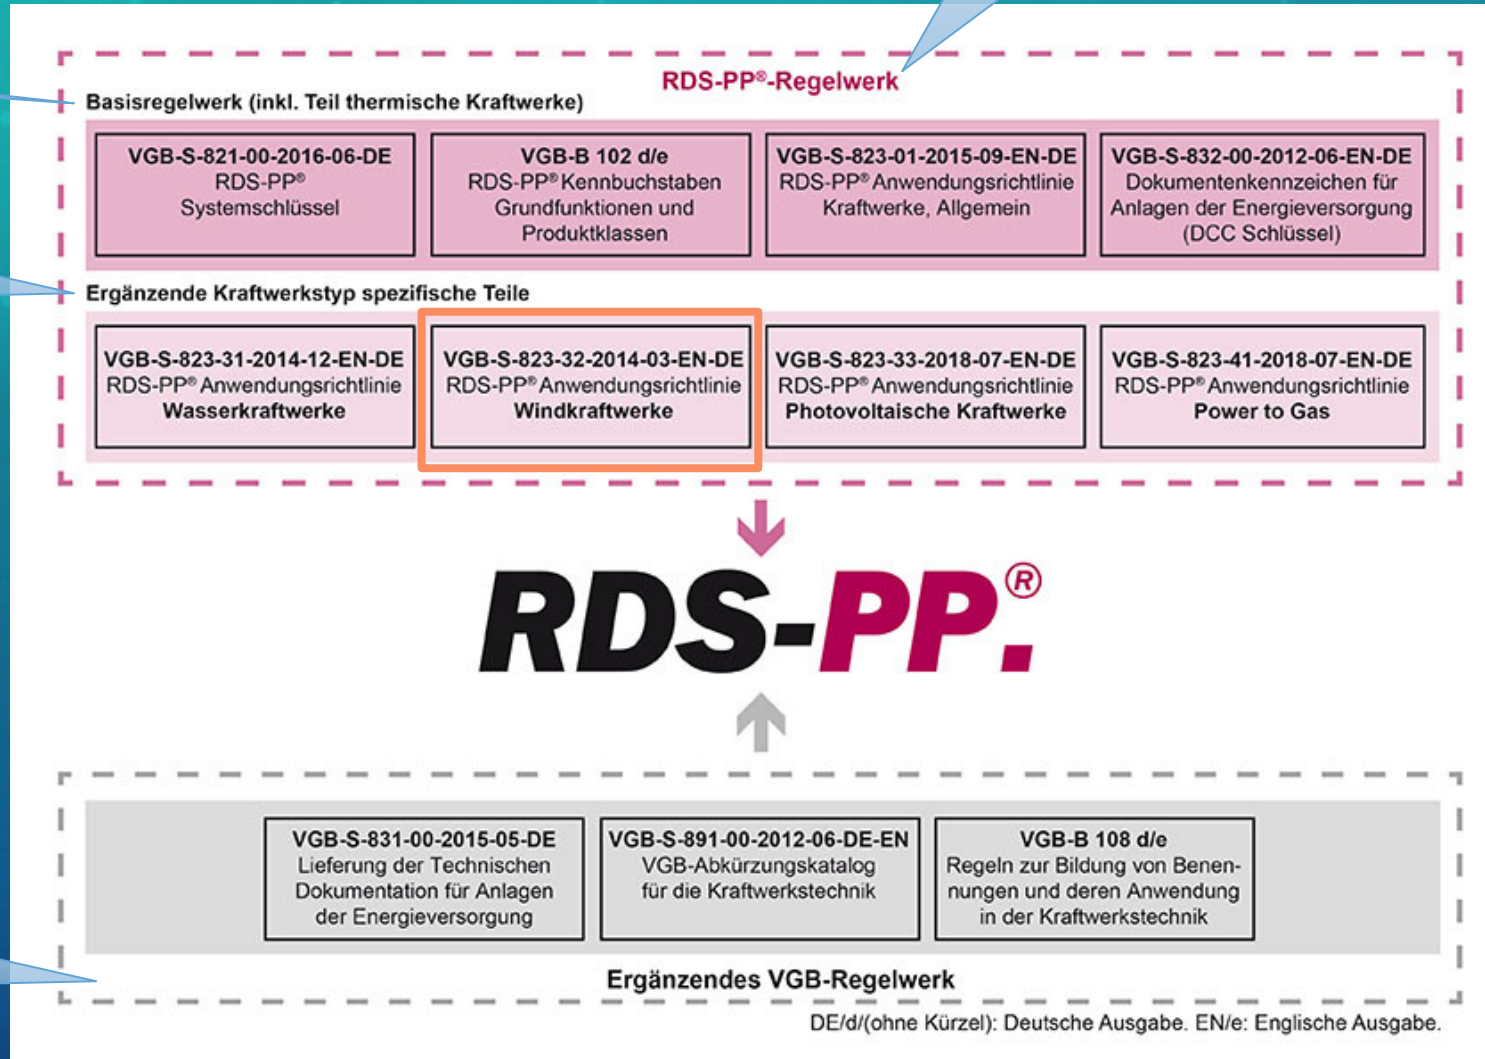 RDS-PP®-Regelwerk
Basisregelwerk (inkl. Teil thermische Kraftwerke)
VGB-S-821-00-2016-06-DE
RDS-PP®
Systemschlüssel
VGB-B 102 d/e
RDS-PP® Kennbuchstaben
Grundfunktionen und
Produktklassen
VGB-S-823-01-2015-09-EN-DE
RDS-PP® Anwendungsrichtlinie
Kraftwerke, Allgemein
VGB-S-832-00-2012-06-EN-DE
Dokumentenkennzeichen für
Anlagen der Energieversorgung
(DCC Schlüssel)
Ergänzende Kraftwerkstyp spezifische Teile
VGB-S-823-31-2014-12-EN-DE
RDS-PP® Anwendungsrichtlinie
Wasserkraftwerke
VGB-S-823-32-2014-03-EN-DE
RDS-PP® Anwendungsrichtlinie
Windkraftwerke
VGB-S-823-33-2018-07-EN-DE
RDS-PP® Anwendungsrichtlinie
Photovoltaische Kraftwerke
VGB-S-823-41-2018-07-EN-DE
RDS-PP® Anwendungsrichtlinie
Power to Gas
RDS-PP.®
VGB-S-831-00-2015-05-DE
Lieferung der Technischen
Dokumentation für Anlagen
der Energieversorgung
VGB-S-891-00-2012-06-DE-EN
VGB-Abkürzungskatalog
für die Kraftwerkstechnik
VGB-B 108 d/e
Regeln zur Bildung von Benen-
nungen und deren Anwendung
in der Kraftwerkstechnik
Ergänzendes VGB-Regelwerk
DE/d/(ohne Kürzel): Deutsche Ausgabe. EN/e: Englische Ausgabe.